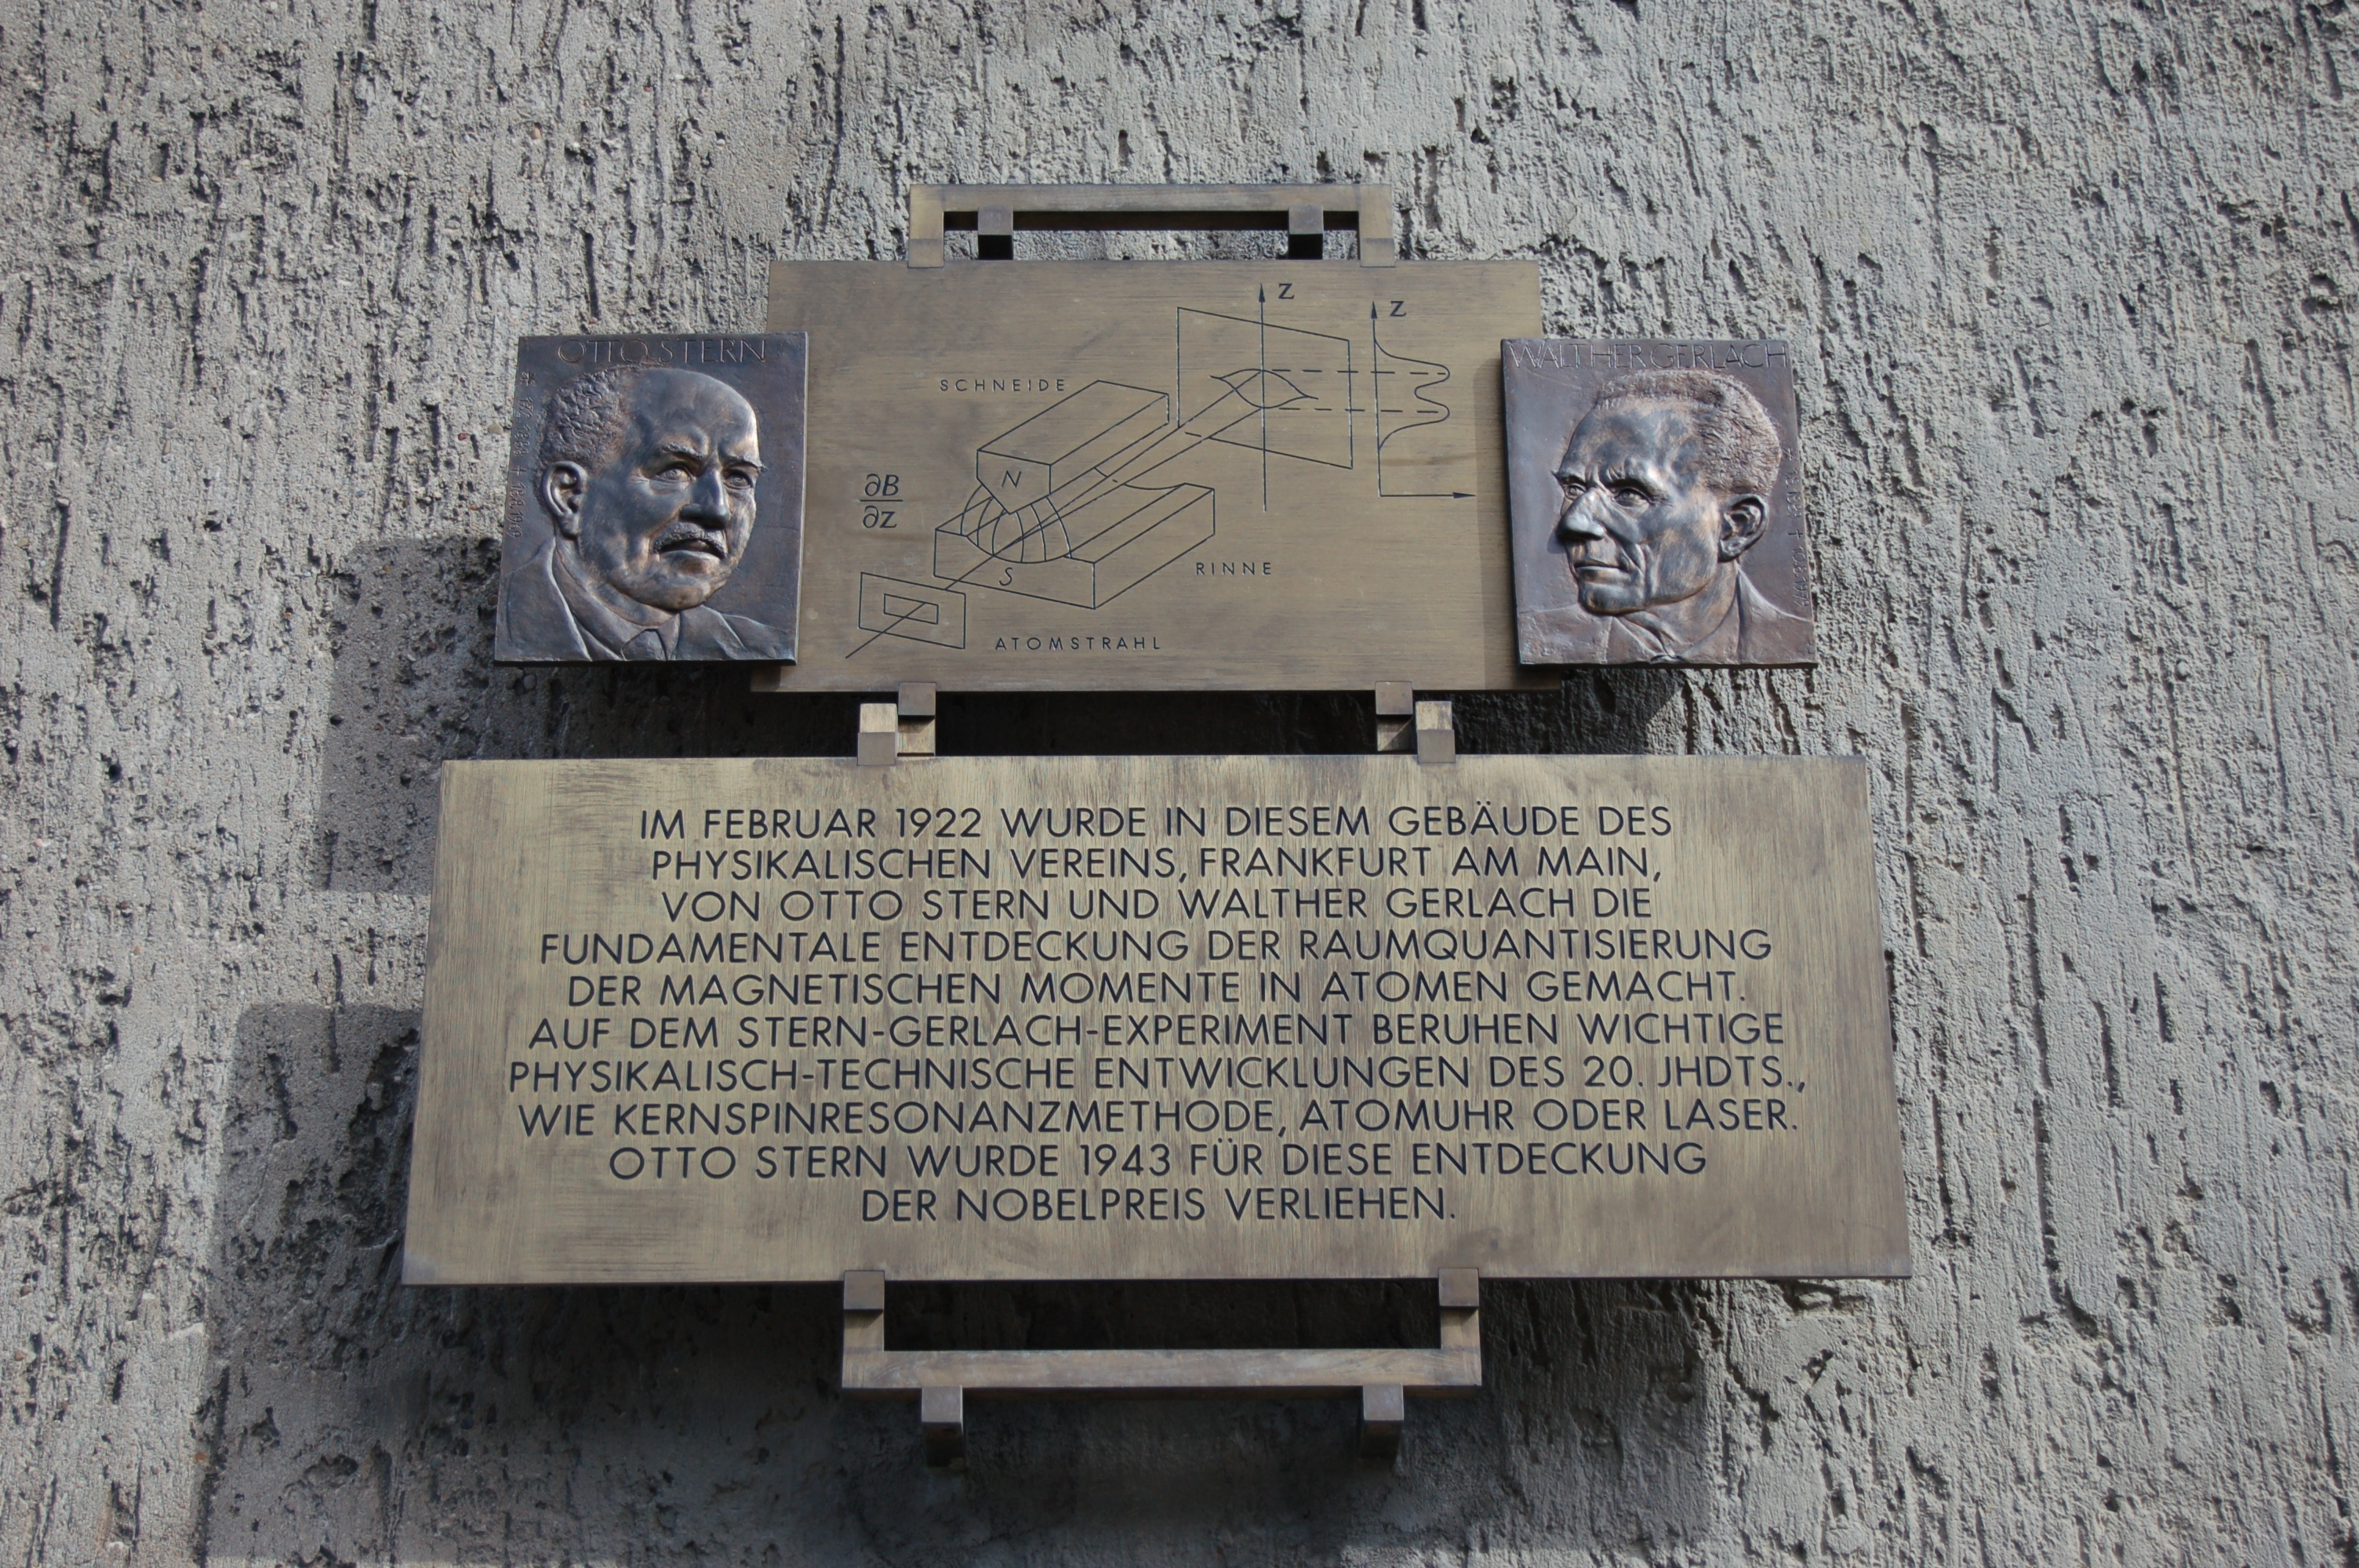 OTTO STERN
WALTHER GERLACH
Z
Z
SCHNEIDE
N
∂B
∂Z
S
RINNE
ATOMSTRAHL
IM FEBRUAR 1922 WURDE IN DIESEM GEBÄUDE DES
PHYSIKALISCHEN VEREINS, FRANKFURT AM MAIN,
VON OTTO STERN UND WALTHER GERLACH DIE
FUNDAMENTALE ENTDECKUNG DER RAUMQUANTISIERUNG
DER MAGNETISCHEN MOMENTE IN ATOMEN GEMACHT.
AUF DEM STERN-GERLACH-EXPERIMENT BERUHEN WICHTIGE
PHYSIKALISCH-TECHNISCHE ENTWICKLUNGEN DES 20. JHDTS.,
WIE KERNSPINRESONANZMETHODE, ATOMUHR ODER LASER.
OTTO STERN WURDE 1943 FÜR DIESE ENTDECKUNG
DER NOBELPREIS VERLIEHEN.